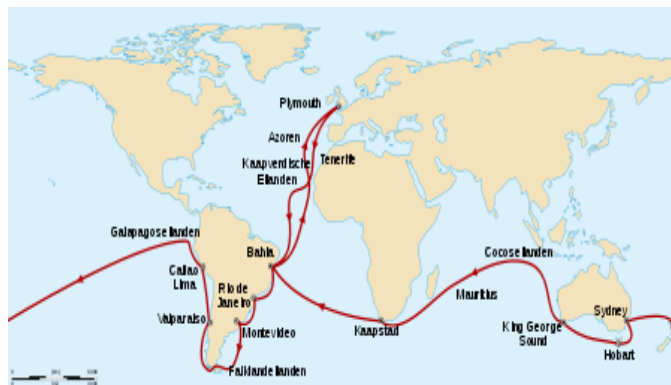 Plymouth
Azoren
Kaapverdische
Eilanden
Tenerife
Galapagoseilanden
Callao
Lima
Bahia
Rio de
Janeiro
Valparaiso
Montevideo
Falklandeilanden
Kaapstad
Mauritius
Cocoseilanden
King George
Sound
Sydney
Hobart